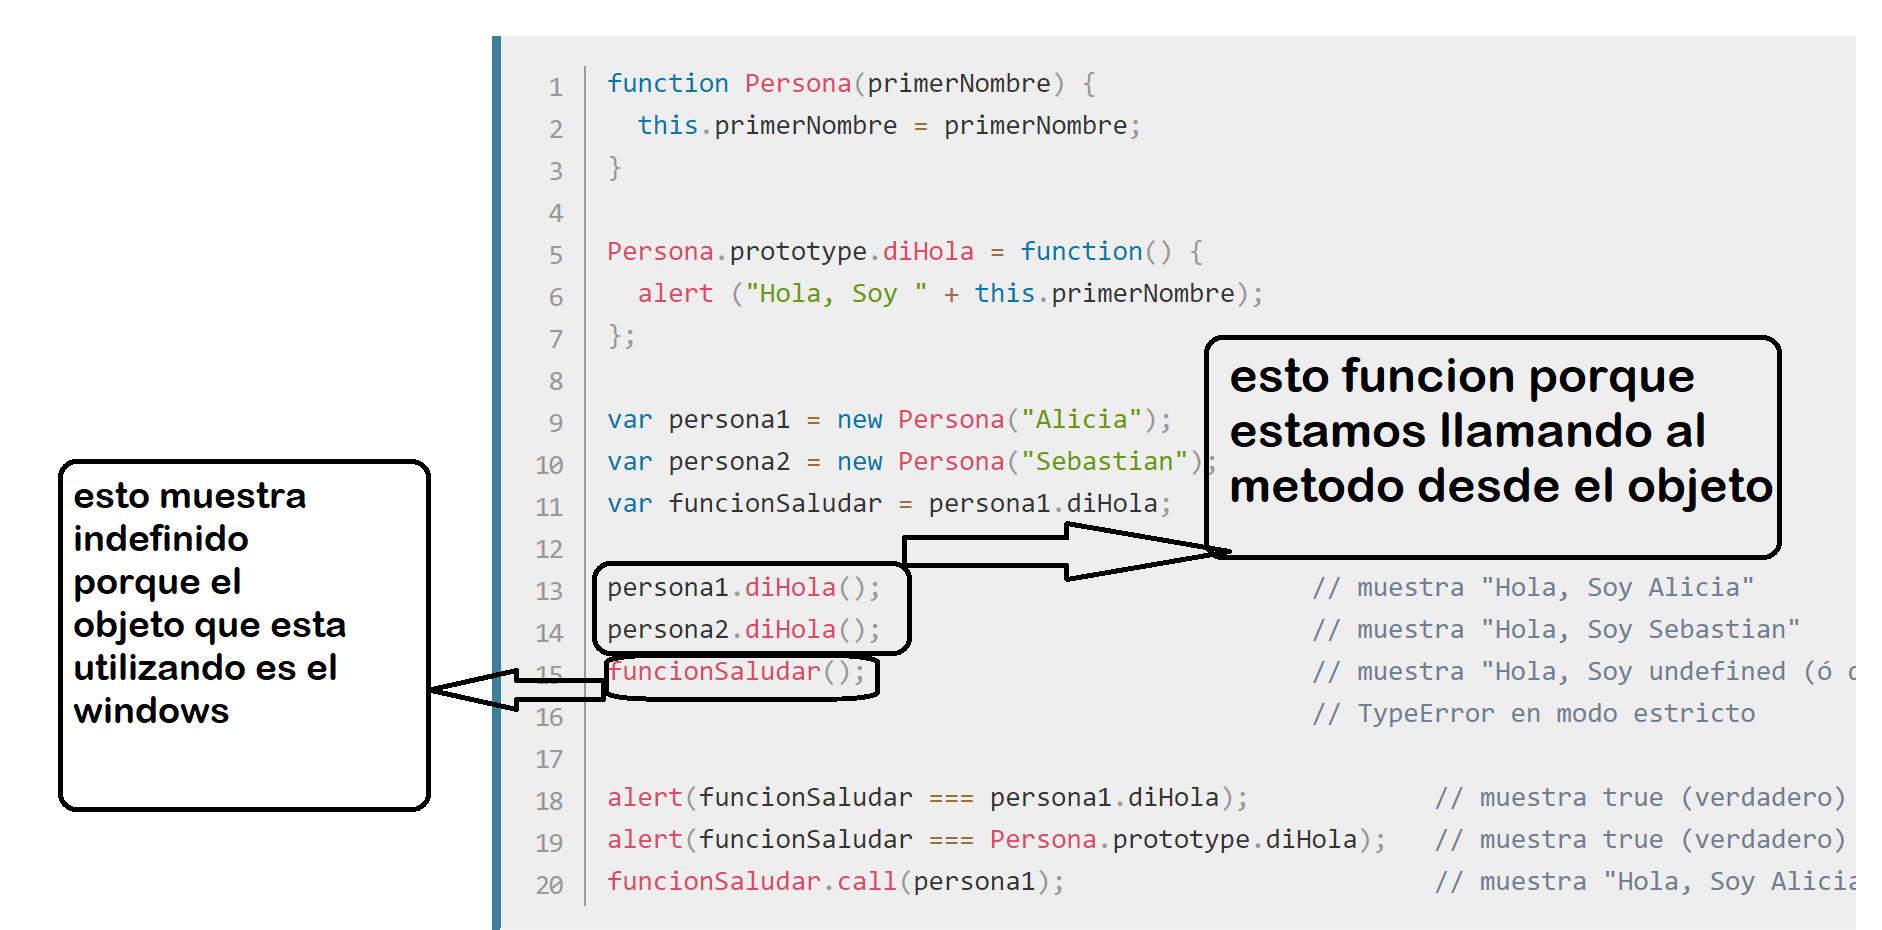 1 function Persona(primerNombre) {
2 this.primerNombre = primerNombre;
3 }
4
5 Persona.prototype.diHola = function() {
6 alert ("Hola, Soy " + this.primerNombre);
7 };
8
9 var persona1 = new Persona("Alicia");
10 var persona2 = new Persona("Sebastian");
11 var funcionSaludar = persona1.diHola;
12
13 persona1.diHola(); // muestra "Hola, Soy Alicia"
14 persona2.diHola(); // muestra "Hola, Soy Sebastian"
15 funcionSaludar(); // muestra "Hola, Soy undefined (ó
16 // TypeError en modo estricto
17
18 alert(funcionSaludar === persona1.diHola); // muestra true (verdadero)
19 alert(funcionSaludar === Persona.prototype.diHola); // muestra true (verdadero)
20 funcionSaludar.call(persona1); // muestra "Hola, Soy Alicia
esto funcion porque
estamos llamando al
metodo desde el objeto
esto muestra
indefinido
porque el
objeto que esta
utilizando es el
windows